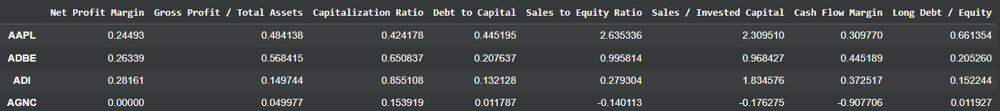 Net Profit Margin Gross Profit / Total Assets Capitalization Ratio Debt to Capital Sales to Equity Ratio Sales / Invested Capital Cash Flow Margin Long Debt / Equity
AAPL 0.24493 0.484138 0.424178 0.445195 2.635336 2.309510 0.309770 0.661354
ADBE 0.26339 0.568415 0.650837 0.207637 0.995814 0.968427 0.445189 0.205260
ADI 0.28161 0.149744 0.855108 0.132128 0.279304 1.834576 0.372517 0.152244
AGNC 0.00000 0.049977 0.153919 0.011787 -0.140113 -0.176275 -0.907706 0.011927